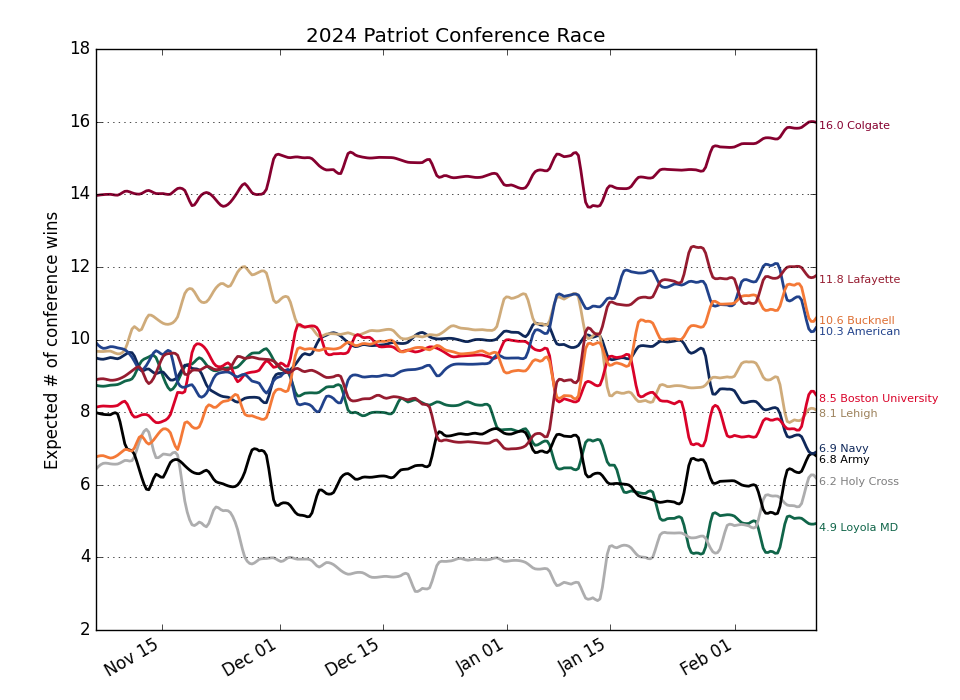 2024 Patriot Conference Race
Expected # of conference wins
18
16
14
12
10
8
6
4
2
Nov 15
Dec 01
Dec 15
Jan 01
Jan 15
Feb 01
16.0 Colgate
11.8 Lafayette
10.6 Bucknell
10.3 American
8.5 Boston University
8.1 Lehigh
6.9 Navy
6.8 Army
6.2 Holy Cross
4.9 Loyola MD